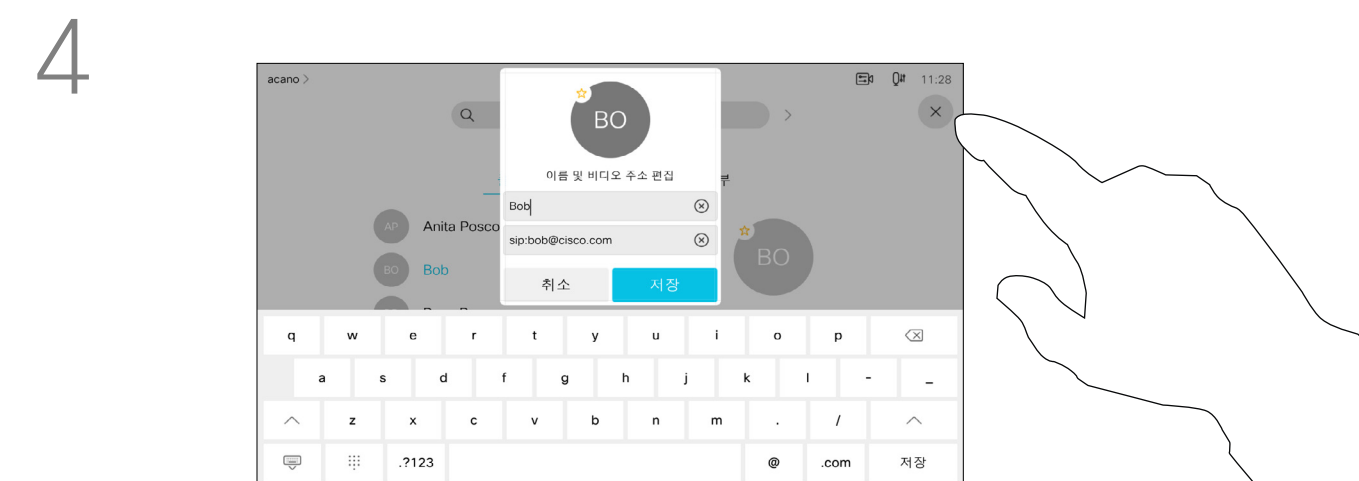 4
acano >
11:28
BO
이름 및 비디오 주소 편집
부
Bob
AP Anita Posco
sip:bob@cisco.com
BO
BO Bob
취소 저장
q w e r t y u i o p
a s d f g h j k l - _
z x c v b n m . /
.?123 @ .com 저장